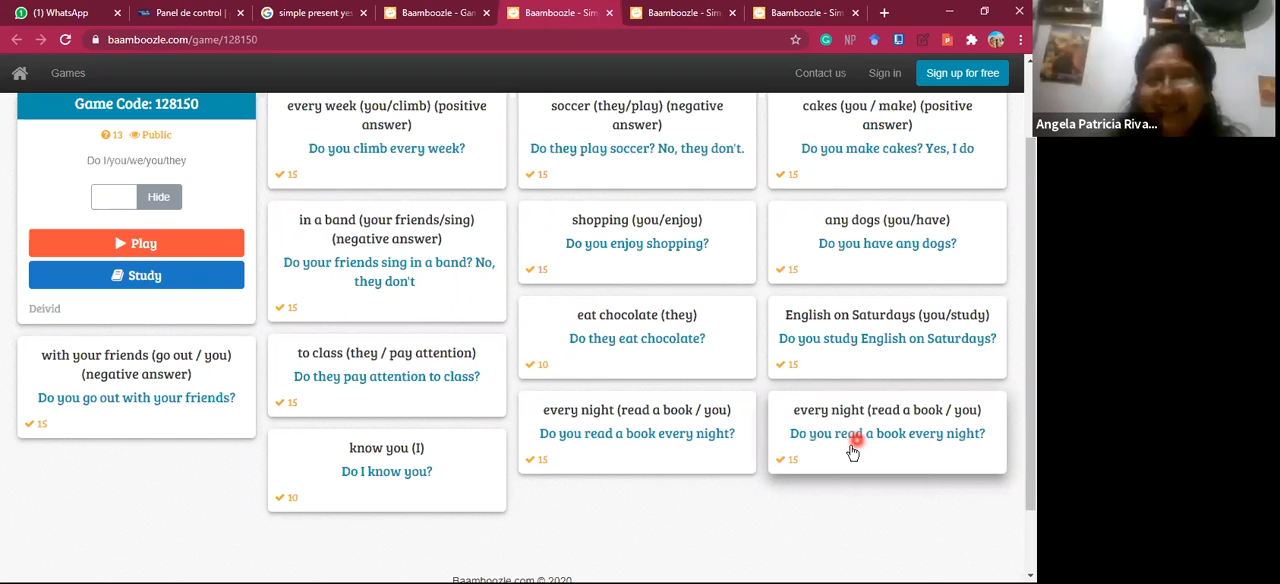 (1) WhatsApp
Panel de control |
simple present yes
Baamboozle - Gam
Baamboozle - Sim
Baamboozle - Sim
Baamboozle - Sim
baamboozle.com/game/128150
Games
Contact us
Sign in
Sign up for free
Angela Patricia Riva...
Game Code: 128150
13 Public
Do I/you/we/you/they
Hide
Play
Study
Deivid
with your friends (go out / you)
(negative answer)
Do you go out with your friends?
15
every week (you/climb) (positive
answer)
Do you climb every week?
15
in a band (your friends/sing)
(negative answer)
Do your friends sing in a band? No,
they don't
15
to class (they / pay attention)
Do they pay attention to class?
15
know you (I)
Do I know you?
10
soccer (they/play) (negative
answer)
Do they play soccer? No, they don't.
15
shopping (you/enjoy)
Do you enjoy shopping?
15
eat chocolate (they)
Do they eat chocolate?
10
every night (read a book / you)
Do you read a book every night?
15
cakes (you / make) (positive
answer)
Do you make cakes? Yes, I do
15
any dogs (you/have)
Do you have any dogs?
15
English on Saturdays (you/study)
Do you study English on Saturdays?
15
every night (read a book / you)
Do you read a book every night?
15
Baamboozle.com © 2020